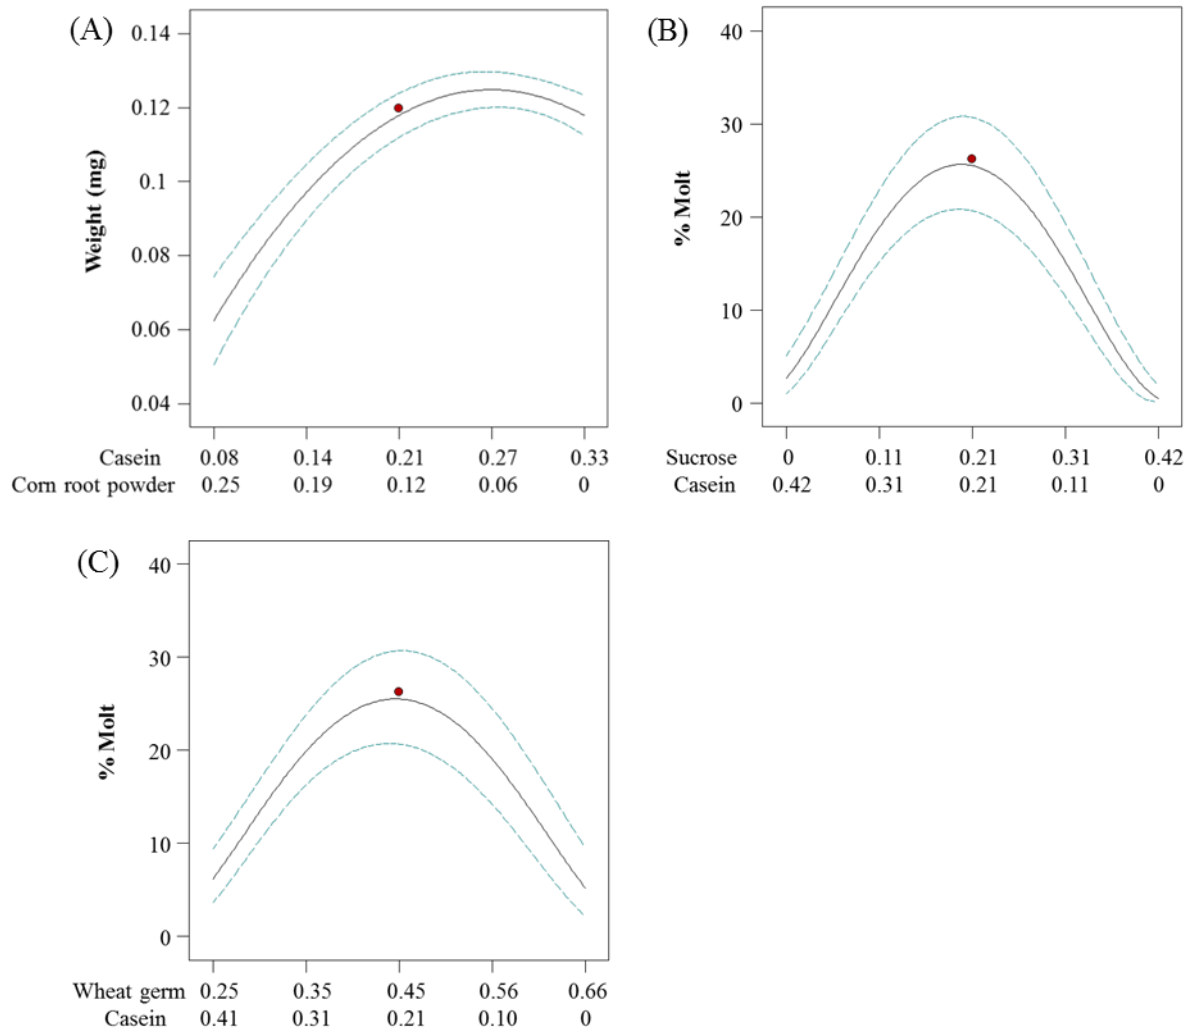 (A)
0.14
0.12
0.1
0.08
0.06
0.04
Weight (mg)
Casein 0.08 0.14 0.21 0.27 0.33
Corn root powder 0.25 0.19 0.12 0.06 0
(B)
40
30
20
10
0
% Molt
Sucrose 0 0.11 0.21 0.31 0.42
Casein 0.42 0.31 0.21 0.11 0
(C)
40
30
20
10
0
% Molt
Wheat germ 0.25 0.35 0.45 0.56 0.66
Casein 0.41 0.31 0.21 0.10 0